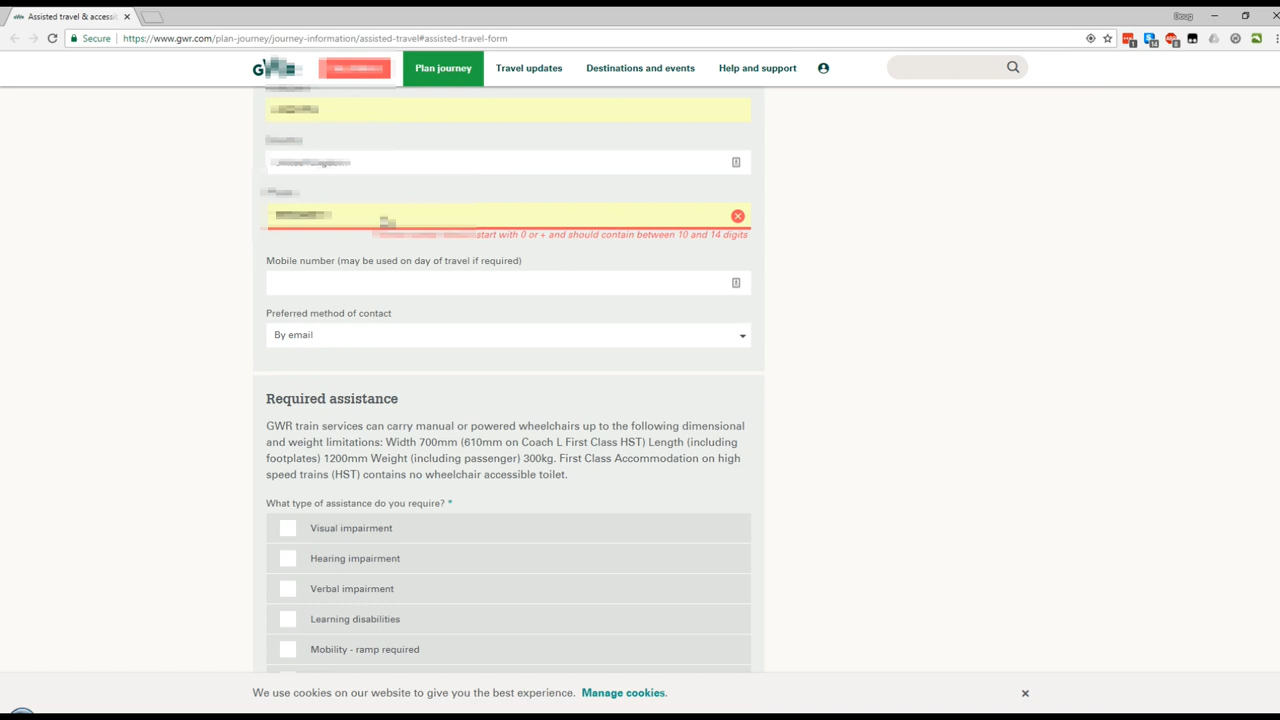 Assisted travel & accessi
Doug
Secure
https://www.gwr.com/plan-journey/journey-information/assisted-travel#assisted-travel-form
1
14
8
Plan journey
Travel updates
Destinations and events
Help and support
start with 0 or + and should contain between 10 and 14 digits
Mobile number (may be used on day of travel if required)
Preferred method of contact
By email
Required assistance
GWR train services can carry manual or powered wheelchairs up to the following dimensional
and weight limitations: Width 700mm (610mm on Coach L First Class HST) Length (including
footplates) 1200mm Weight (including passenger) 300kg. First Class Accommodation on high
speed trains (HST) contains no wheelchair accessible toilet.
What type of assistance do you require? *
Visual impairment
Hearing impairment
Verbal impairment
Learning disabilities
Mobility - ramp required
We use cookies on our website to give you the best experience. Manage cookies.